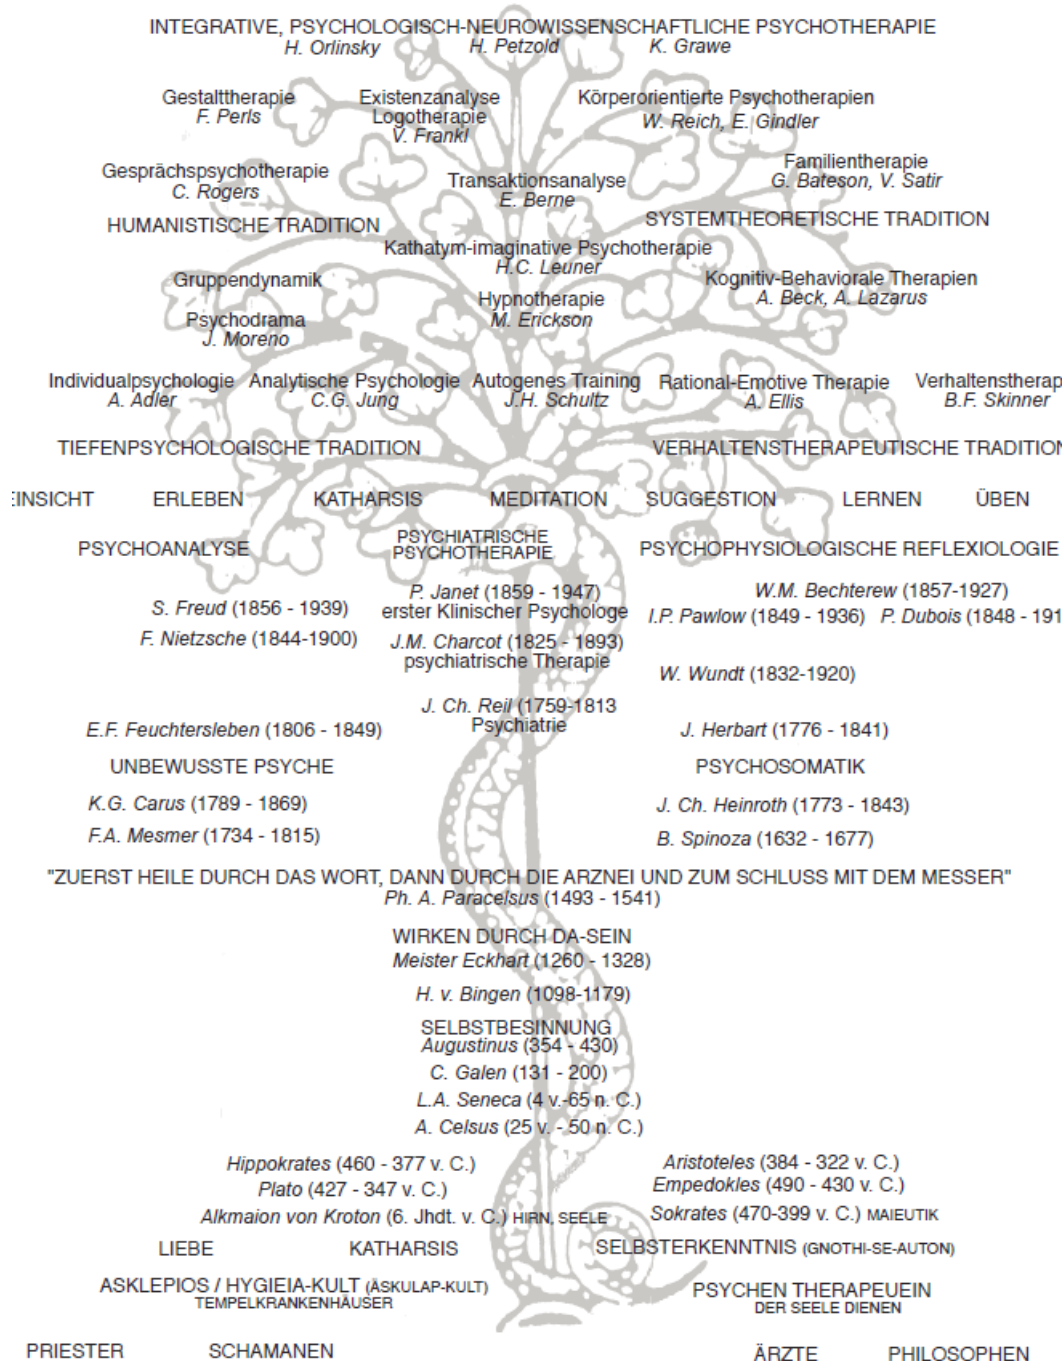 INTEGRATIVE, PSYCHOLOGISCH-NEUROWISSENSCHAFTLICHE PSYCHOTHERAPIE
H. Orlinsky H. Petzold K. Grawe
Gestalttherapie Existenzanalyse Körperorientierte Psychotherapien
F. Perls Logotherapie W. Reich, E. Gindler
V. Frankl
Gesprächspsychotherapie Transaktionsanalyse Familientherapie
C. Rogers E. Berne G. Bateson, V. Satir
HUMANISTISCHE TRADITION SYSTEMTHEORETISCHE TRADITION
Kathatym-imaginative Psychotherapie
H.C. Leuner
Gruppendynamik Kognitiv-Behaviorale Therapien
Hypnotherapie A. Beck, A. Lazarus
Psychodrama M. Erickson
J. Moreno
Individualpsychologie Analytische Psychologie Autogenes Training Rational-Emotive Therapie Verhaltenstherap
A. Adler C.G. Jung J.H. Schultz A. Ellis B.F. Skinner
TIEFENPSYCHOLOGISCHE TRADITION VERHALTENSTHERAPEUTISCHE TRADITION
EINSICHT ERLEBEN KATHARSIS MEDITATION SUGGESTION LERNEN ÜBEN
PSYCHOANALYSE PSYCHIATRISCHE PSYCHOPHYSIOLOGISCHE REFLEXIOLOGIE
PSYCHOTHERAPIE
P. Janet (1859 - 1947) W.M. Bechterew (1857-1927)
S. Freud (1856 - 1939) erster Klinischer Psychologe I.P. Pawlow (1849 - 1936) P. Dubois (1848 - 191
F. Nietzsche (1844-1900) J.M. Charcot (1825 - 1893)
psychiatrische Therapie
W. Wundt (1832-1920)
J. Ch. Reil (1759-1813
E.F. Feuchtersleben (1806 - 1849) Psychiatrie J. Herbart (1776 - 1841)
UNBEWUSSTE PSYCHE PSYCHOSOMATIK
K.G. Carus (1789 - 1869) J. Ch. Heinroth (1773 - 1843)
F.A. Mesmer (1734 - 1815) B. Spinoza (1632 - 1677)
"ZUERST HEILE DURCH DAS WORT, DANN DURCH DIE ARZNEI UND ZUM SCHLUSS MIT DEM MESSER"
Ph. A. Paracelsus (1493 - 1541)
WIRKEN DURCH DA-SEIN
Meister Eckhart (1260 - 1328)
H. v. Bingen (1098-1179)
SELBSTBESINNUNG
Augustinus (354 - 430)
C. Galen (131 - 200)
L.A. Seneca (4 v.-65 n. C.)
A. Celsus (25 v. - 50 n. C.)
Hippokrates (460 - 377 v. C.) Aristoteles (384 - 322 v. C.)
Plato (427 - 347 v. C.) Empedokles (490 - 430 v. C.)
Alkmaion von Kroton (6. Jhdt. v. C.) HIRN, SEELE Sokrates (470-399 v. C.) MAIEUTIK
LIEBE KATHARSIS SELBSTERKENNTNIS (GNOTHI-SE-AUTON)
ASKLEPIOS / HYGIEIA-KULT (ÄSKULAP-KULT) PSYCHEN THERAPEUEIN
TEMPELKRANKENHÄUSER DER SEELE DIENEN
PRIESTER SCHAMANEN ÄRZTE PHILOSOPHEN